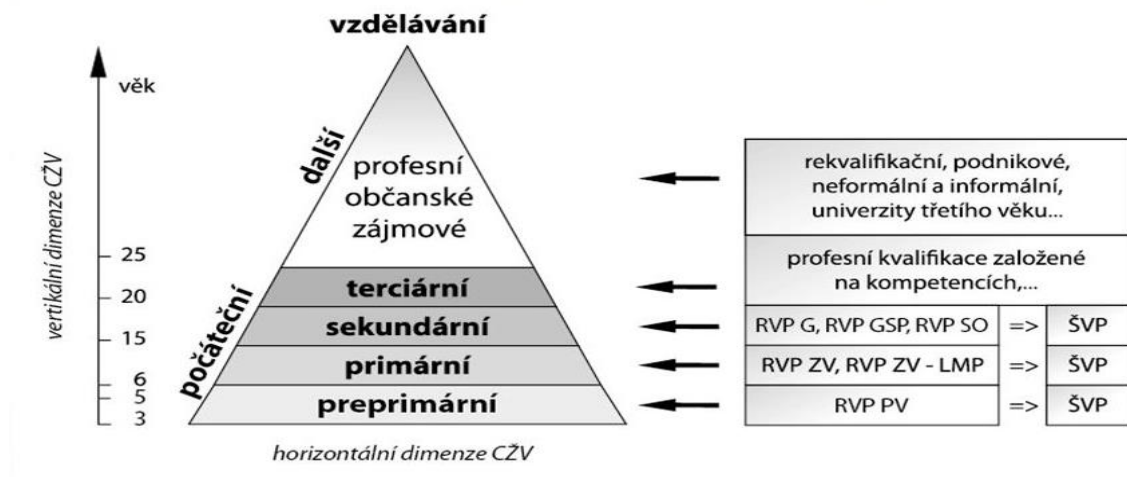 vzdělávání
věk
vertikální dimenze CŽV
25
20
15
6
5
3
další
počáteční
profesní
občanské
zájmové
terciární
sekundární
primární
preprimární
horizontální dimenze CŽV
rekvalifikační, podnikové,
neformální a informální,
univerzity třetího věku...
profesní kvalifikace založené
na kompetencích,...
RVP G, RVP GSP, RVP SO => ŠVP
RVP ZV, RVP ZV - LMP => ŠVP
RVP PV => ŠVP